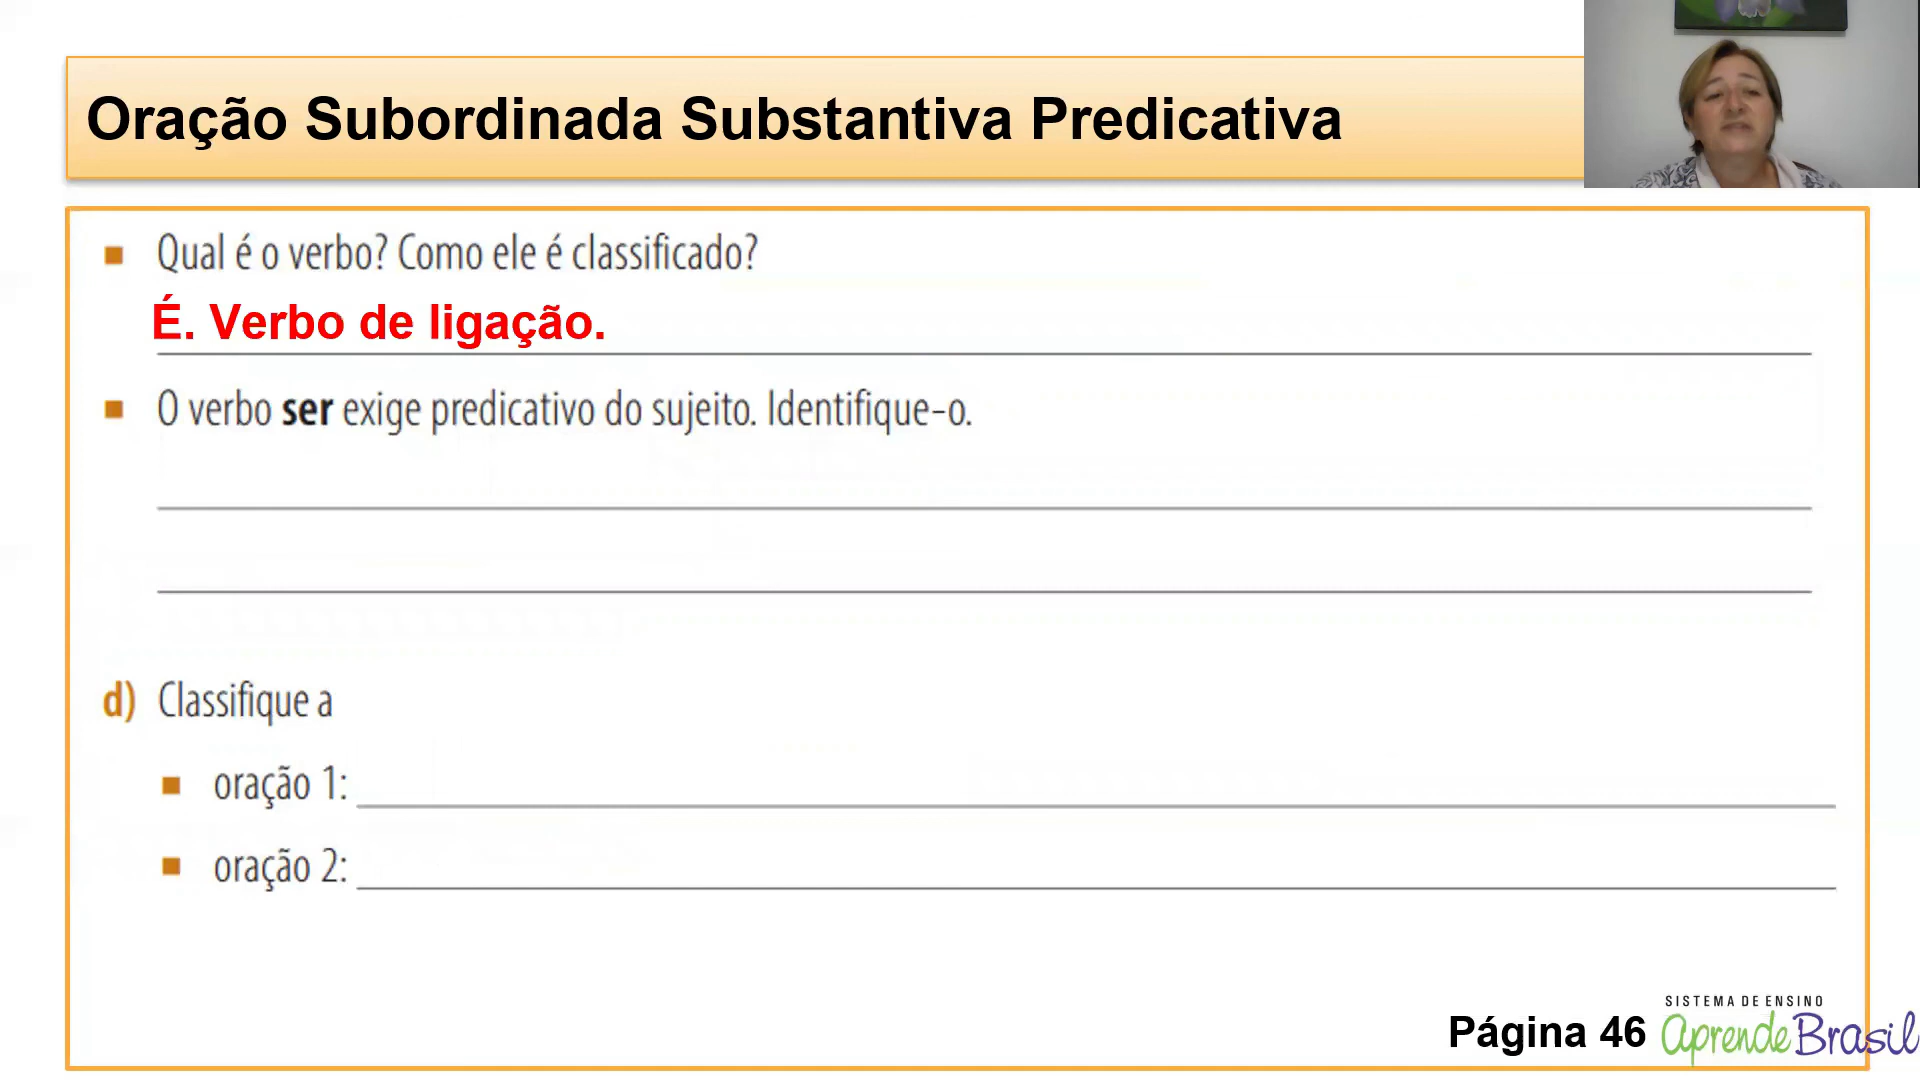 Oração Subordinada Substantiva Predicativa
Qual é o verbo? Como ele é classificado?
É. Verbo de ligação.
O verbo ser exige predicativo do sujeito. Identifique-o.
d) Classifique a
oração 1:
oração 2:
Página 46
SISTEMA DE ENSINO
aprende Brasil